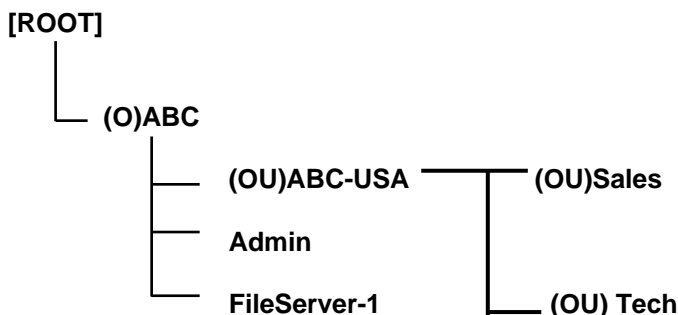 [ROOT]
(O)ABC
(OU)ABC-USA (OU)Sales
Admin
FileServer-1 (OU) Tech